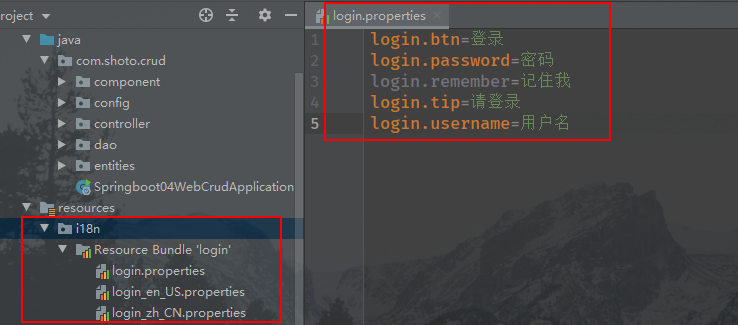 roject
java
com.shoto.crud
component
config
controller
dao
entities
Springboot04WebCrudApplication
resources
i18n
Resource Bundle 'login'
login.properties
login_en_US.properties
login_zh_CN.properties
login.properties
1 login.btn=登录
2 login.password=密码
3 login.remember=记住我
4 login.tip=请登录
5 login.username=用户名